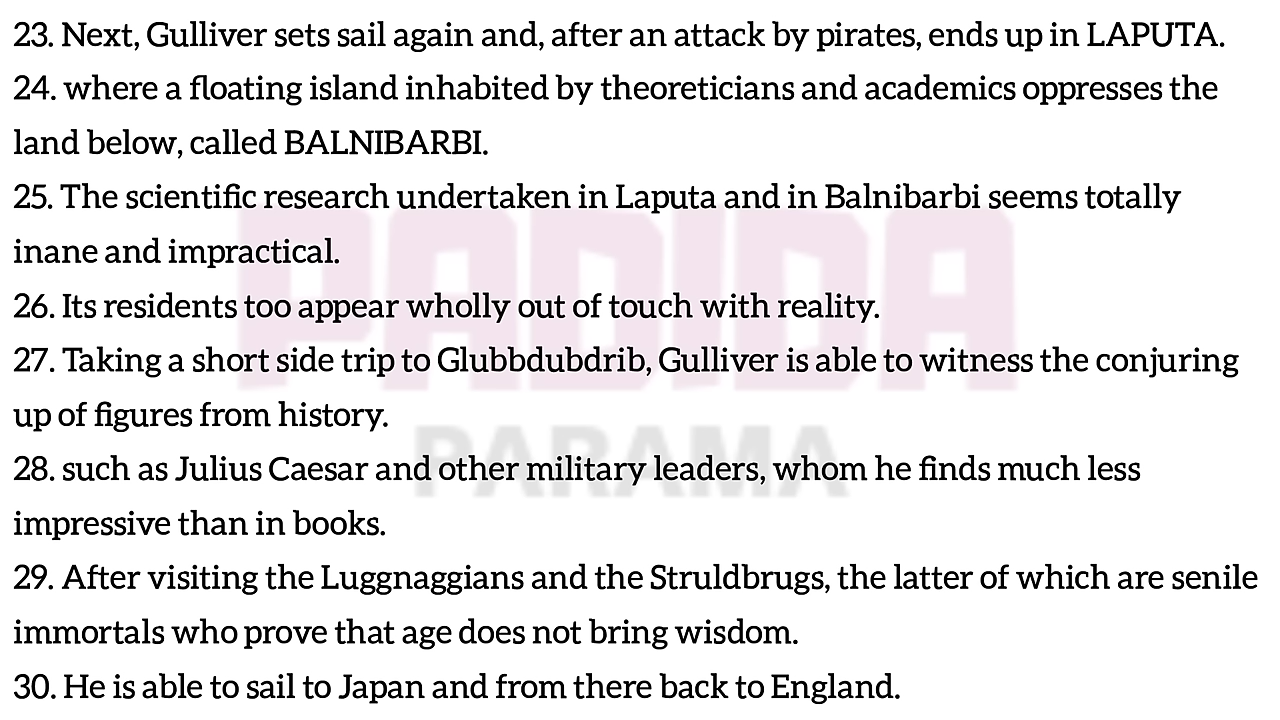 23. Next, Gulliver sets sail again and, after an attack by pirates, ends up in LAPUTA.
24. where a floating island inhabited by theoreticians and academics oppresses the
land below, called BALNIBARBI.
25. The scientific research undertaken in Laputa and in Balnibarbi seems totally
inane and impractical.
26. Its residents too appear wholly out of touch with reality.
27. Taking a short side trip to Glubbdubdrib, Gulliver is able to witness the conjuring
up of figures from history.
28. such as Julius Caesar and other military leaders, whom he finds much less
impressive than in books.
29. After visiting the Luggnaggians and the Struldbrugs, the latter of which are senile
immortals who prove that age does not bring wisdom.
30. He is able to sail to Japan and from there back to England.
PADIDA
PARAMA